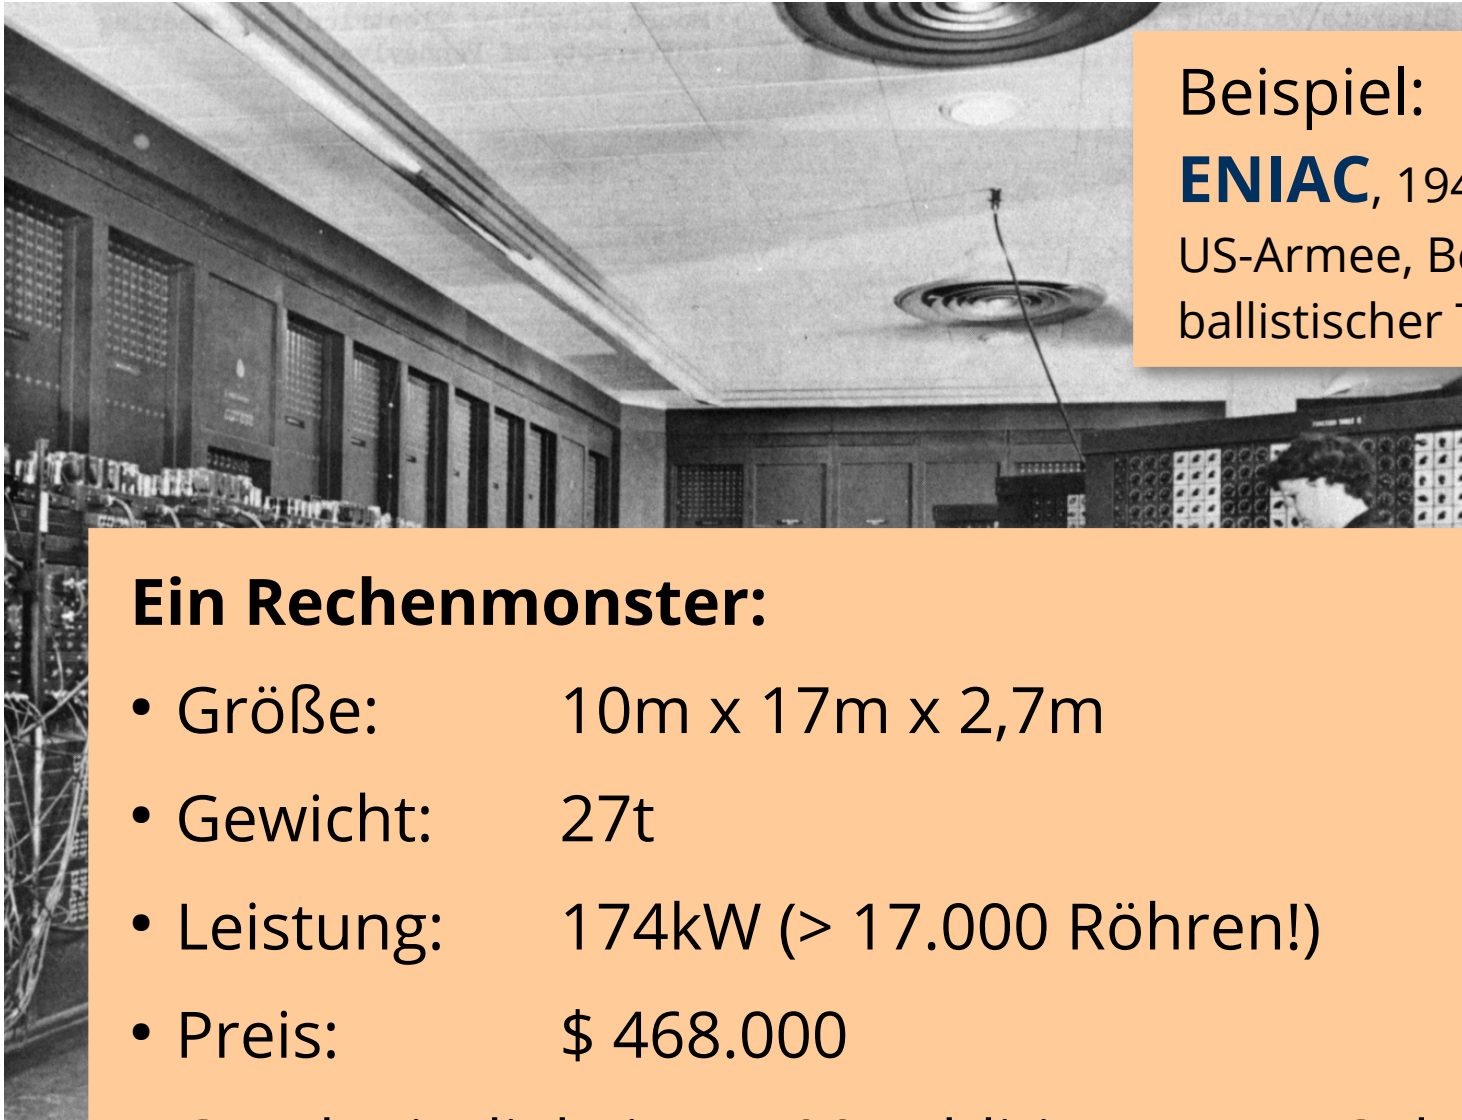 Beispiel:
ENIAC, 194
US-Armee, Be
ballistischer
Ein Rechenmonster:
• Größe: 10m x 17m x 2,7m
• Gewicht: 27t
• Leistung: 174kW (> 17.000 Röhren!)
• Preis: $ 468.000